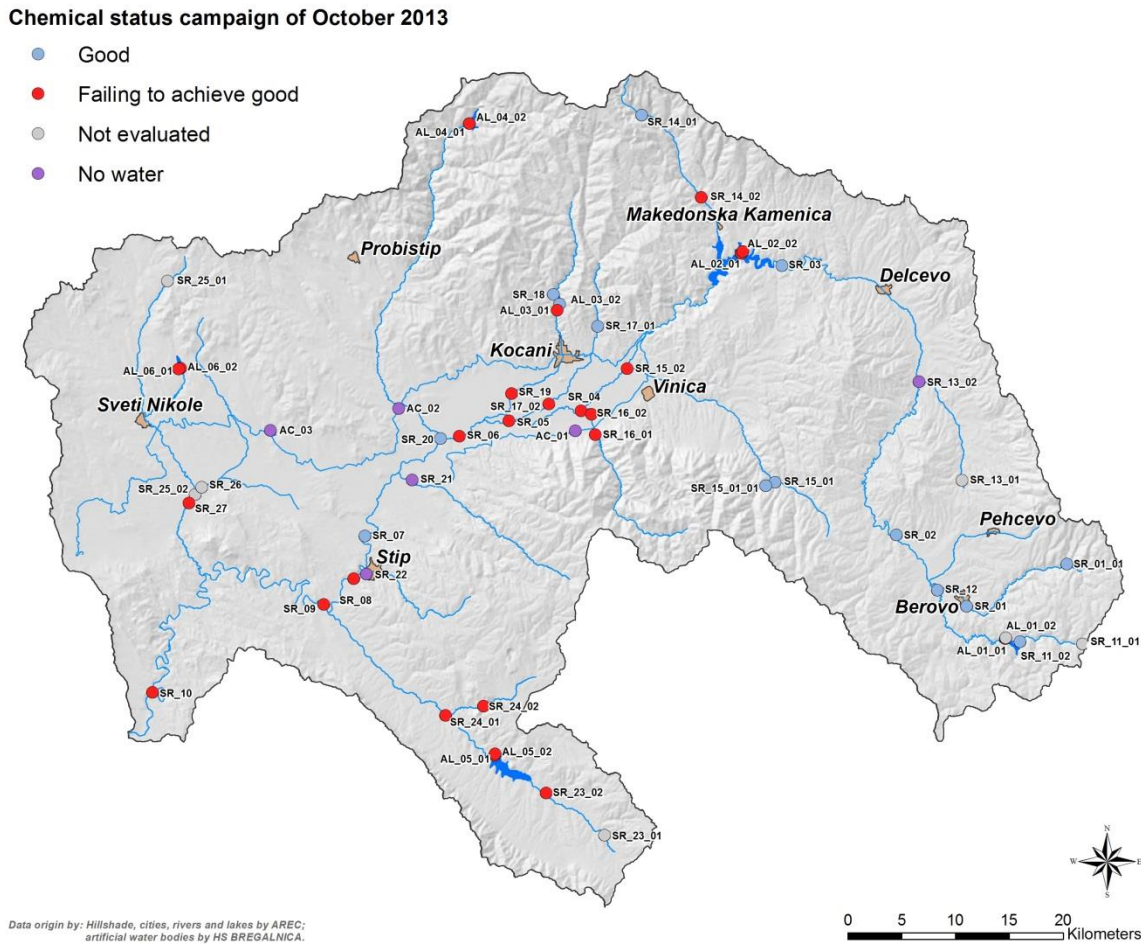 Chemical status campaign of October 2013
Good
Failing to achieve good
Not evaluated
No water
AL_04_02
AL_04_01
SR_14_01
SR_14_02
Makedonska Kamenica
AL_02_02
AL_02_01
SR_03
Probistip
Delcevo
SR_25_01
SR_18
AL_03_02
AL_03_01
SR_17_01
Kocani
AL_06_01
AL_06_02
SR_15_02
Vinica
SR_13_02
Sveti Nikole
AC_02
SR_19
SR_17_02
SR_04
SR_16_02
SR_05
AC_03
SR_20
SR_06
AC_01
SR_16_01
SR_21
SR_25_02
SR_26
SR_27
SR_15_01_01
SR_15_01
SR_13_01
SR_07
SR_02
Pehcevo
Stip
SR_22
SR_01_01
SR_08
SR_09
SR_12
Berovo
SR_01
AL_01_02
AL_01_01
SR_11_02
SR_11_01
SR_10
SR_24_02
SR_24_01
AL_05_02
AL_05_01
SR_23_02
SR_23_01
N
W
E
S
0 5 10 15 20
Kilometers
Data origin by: Hillshade, cities, rivers and lakes by AREC;
artificial water bodies by HS BREGALNICA.